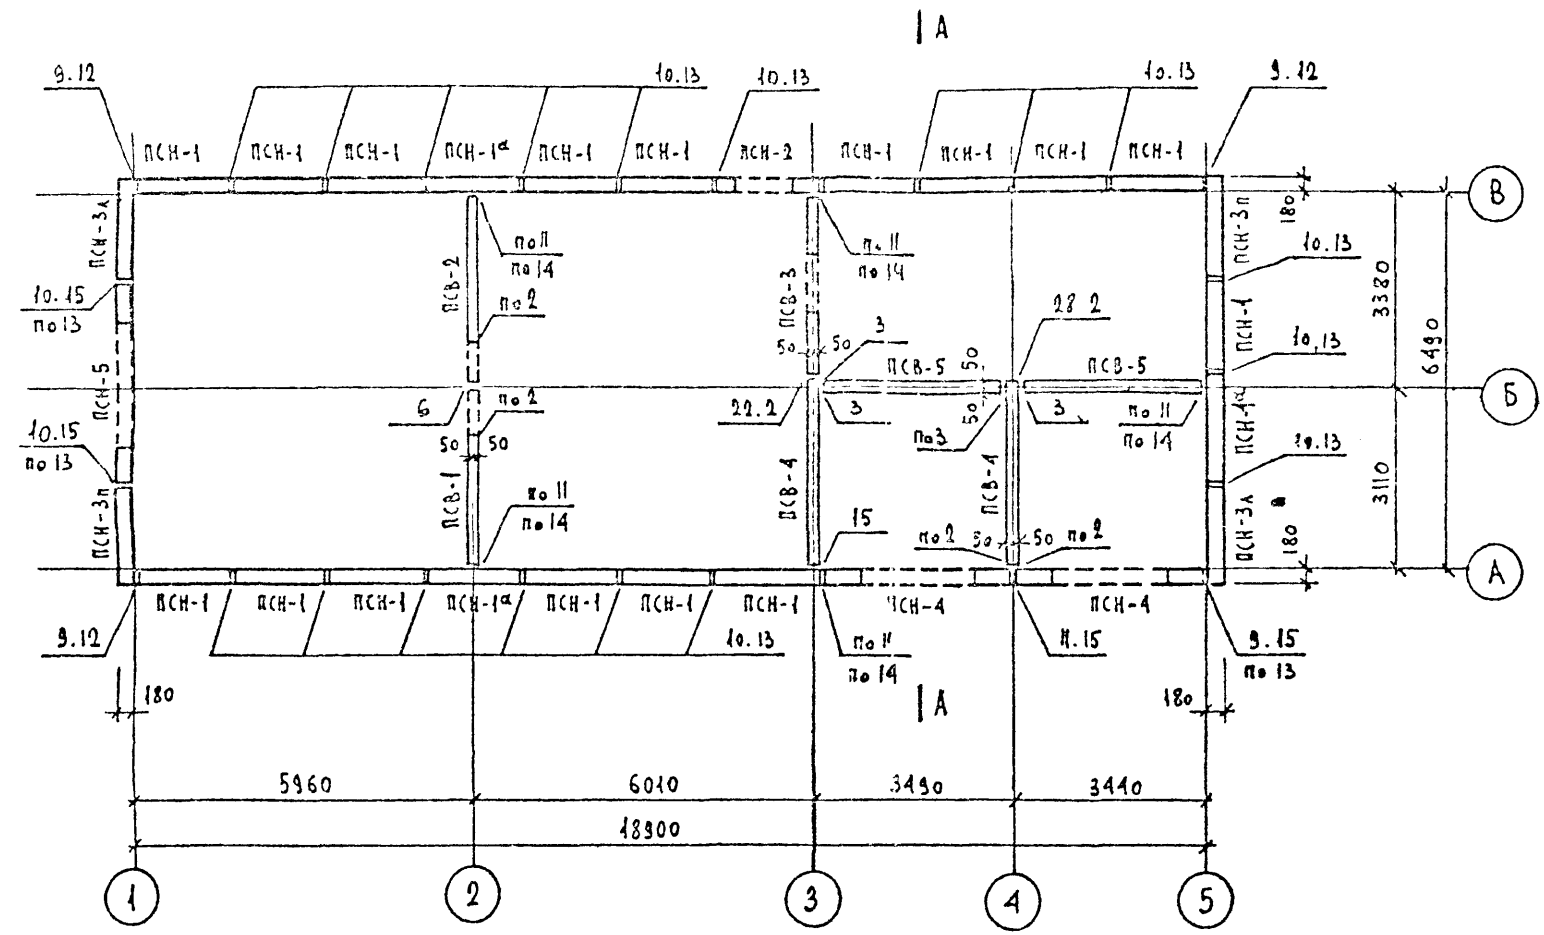 А
9.12
10.13
10.13
10.13
9.12
ПСН-1
ПСН-1
ПСН-1
ПСН-1ᵃ
ПСН-1
ПСН-1
ПСН-2
ПСН-1
ПСН-1
ПСН-1
ПСН-1
В
180
ПСН-3л
ПСВ-2
по 11
по 14
ПСВ-3
по 11
по 14
ПСН-3п
10.13
10.15
по 13
по 2
28.2
3
50
50
3380
6490
ПСН-1
10,13
ПСВ-5
50
ПСВ-5
ПСН-5
6
по 2
22.2
3
50
по 3
3
по 11
по 14
ПСН-1ᵃ
Б
10.15
по 13
50
50
10.13
ПСН-3п
ПСВ-1
по 11
по 14
ПСВ-4
15
ПСВ-4
по 2
50
50
по 2
ПСН-3л
3110
180
А
ПСН-1
ПСН-1
ПСН-1
ПСН-1ᵃ
ПСН-1
ПСН-1
ПСН-1
ПСН-4
ПСН-4
9.12
10.13
по 11
по 14
11.15
9.15
по 13
180
А
180
5960
6010
3490
3440
18900
1
2
3
4
5